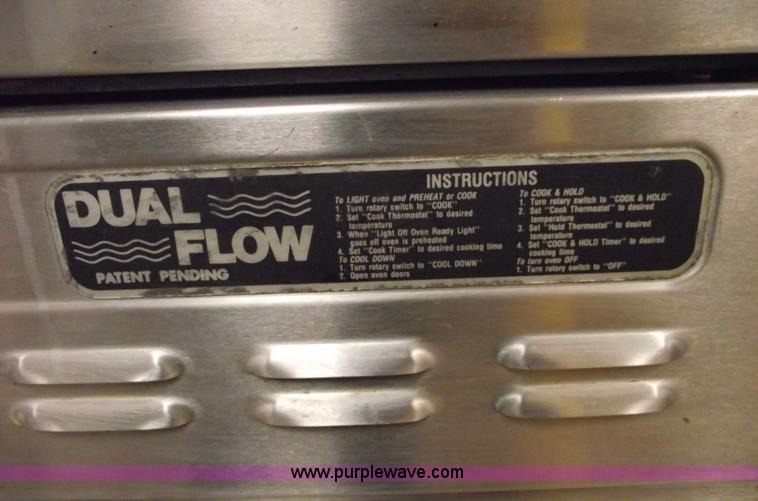 DUAL
FLOW
PATENT PENDING
INSTRUCTIONS
To LIGHT oven and PREHEAT or COOK
1. Turn rotary switch to "COOK"
2. Set "Cook Thermostat" to desired
temperature
3. When "Light Off Oven Ready Light"
goes off oven is preheated
4. Set "Cook Timer" to desired cooking time
To COOL DOWN
1. Turn rotary switch to "COOL DOWN"
2. Open oven doors
To COOK & HOLD
1. Turn rotary switch to "COOK & HOLD"
2. Set "Cook Thermostat" to desired
temperature
3. Set "Hold Thermostat" to desired
temperature
4. Set "COOK & HOLD Timer" to desired
cooking time
To turn oven OFF
1. Turn rotary switch to "OFF"
www.purplewave.com